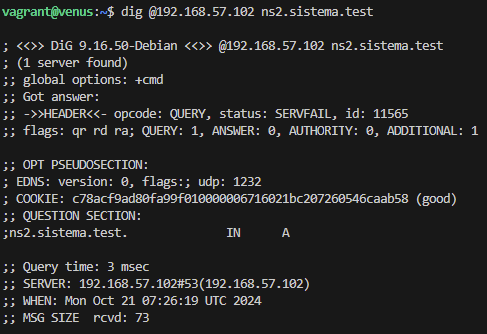 vagrant@venus:~$ dig @192.168.57.102 ns2.sistema.test
; <<>> DiG 9.16.50-Debian <<>> @192.168.57.102 ns2.sistema.test
; (1 server found)
;; global options: +cmd
;; Got answer:
;; ->>HEADER<<- opcode: QUERY, status: SERVFAIL, id: 11565
;; flags: qr rd ra; QUERY: 1, ANSWER: 0, AUTHORITY: 0, ADDITIONAL: 1
;; OPT PSEUDOSECTION:
; EDNS: version: 0, flags:; udp: 1232
; COOKIE: c78acf9ad80fa99f010000006716021bc207260546caab58 (good)
;; QUESTION SECTION:
;ns2.sistema.test. IN A
;; Query time: 3 msec
;; SERVER: 192.168.57.102#53(192.168.57.102)
;; WHEN: Mon Oct 21 07:26:19 UTC 2024
;; MSG SIZE rcvd: 73